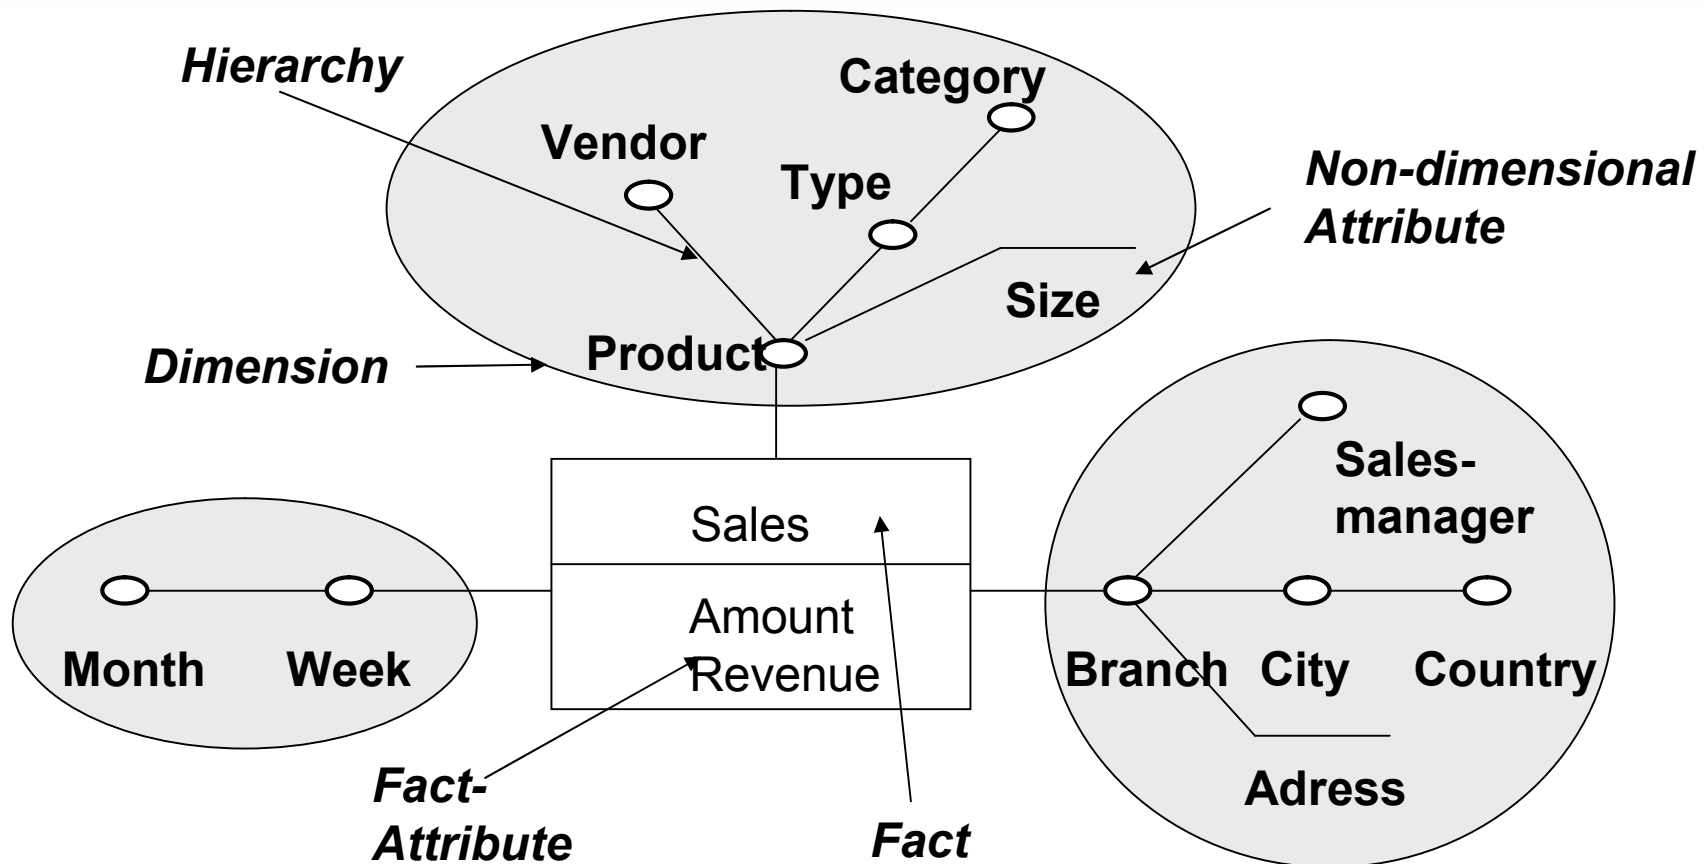 Hierarchy
Category
Vendor
Type
Non-dimensional
Attribute
Size
Product
Dimension
Sales-
manager
Sales
Amount
Revenue
Month
Week
Branch
City
Country
Adress
Fact-
Attribute
Fact